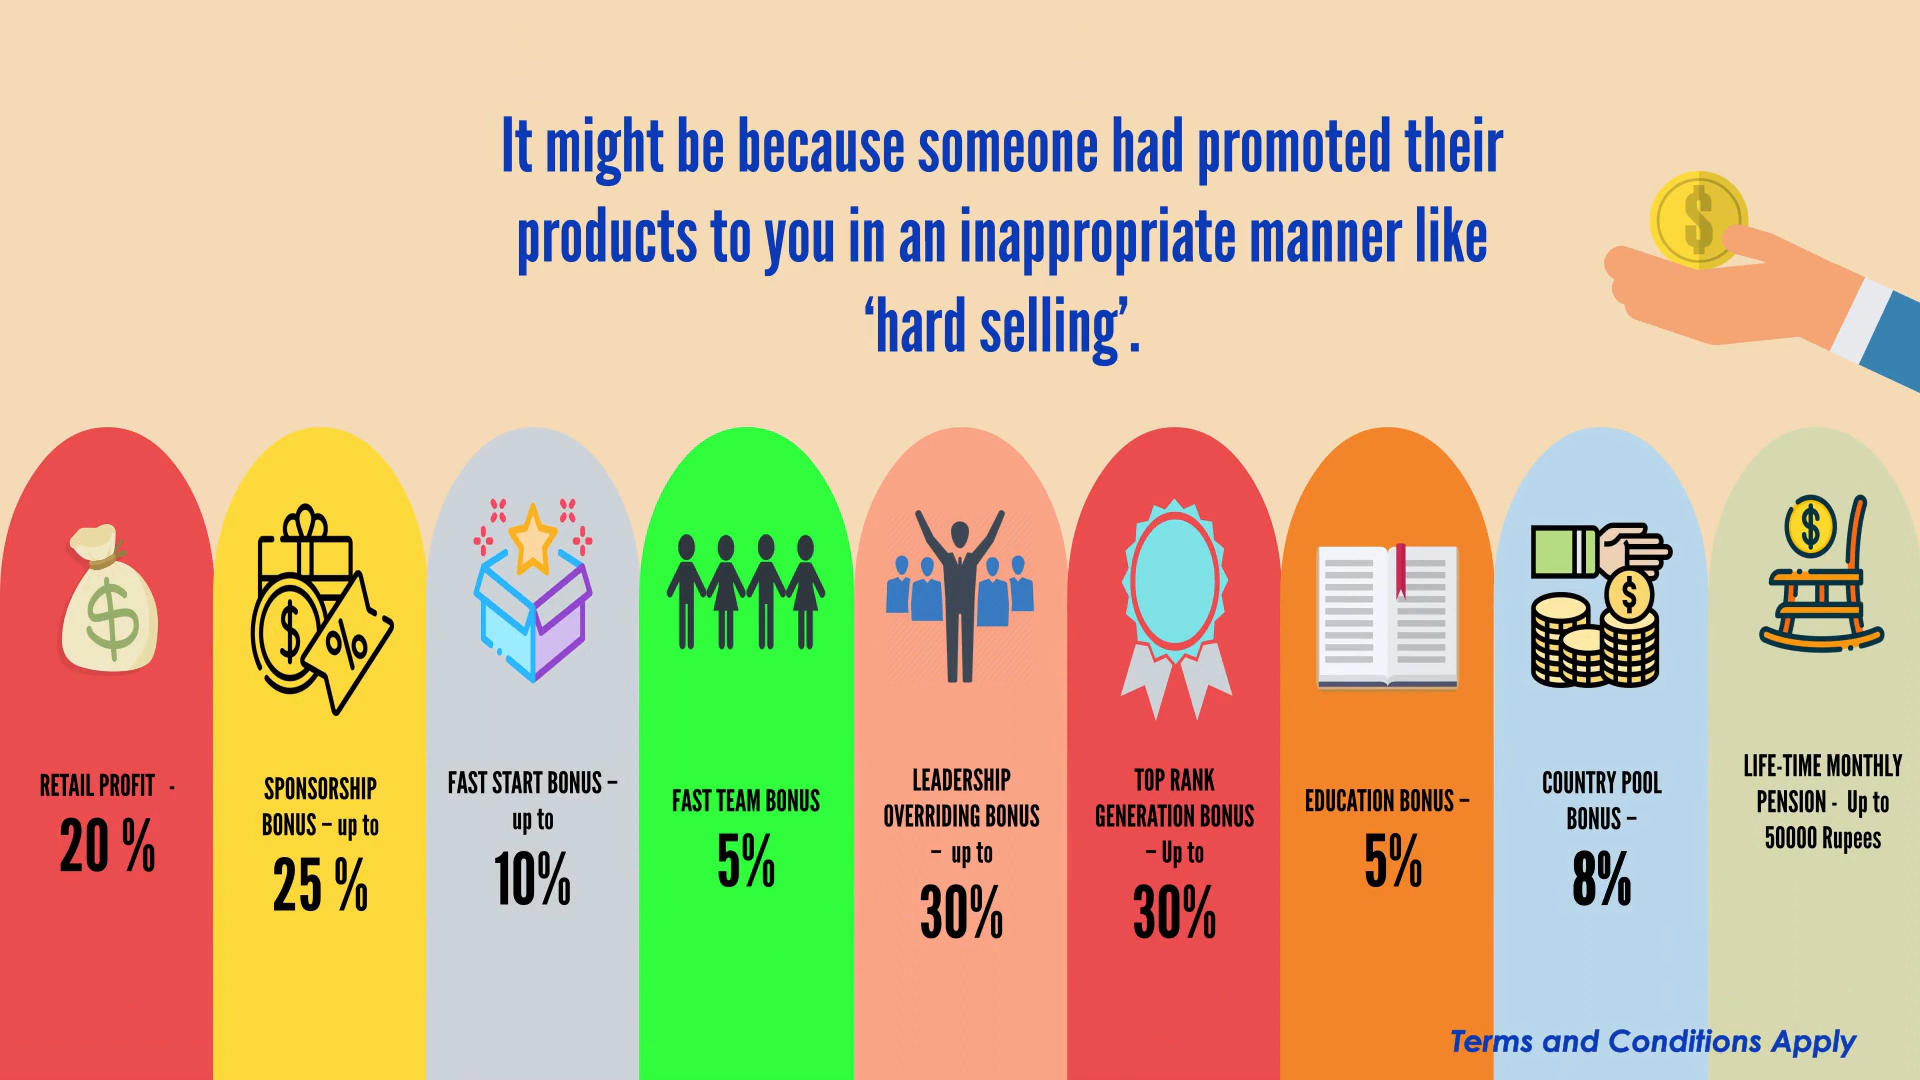 It might be because someone had promoted their
products to you in an inappropriate manner like
‘hard selling’.
RETAIL PROFIT -
20 %
SPONSORSHIP
BONUS – up to
25 %
FAST START BONUS –
up to
10%
FAST TEAM BONUS
5%
LEADERSHIP
OVERRIDING BONUS
– up to
30%
TOP RANK
GENERATION BONUS
– Up to
30%
EDUCATION BONUS –
5%
COUNTRY POOL
BONUS –
8%
LIFE-TIME MONTHLY
PENSION - Up to
50000 Rupees
Terms and Conditions Apply